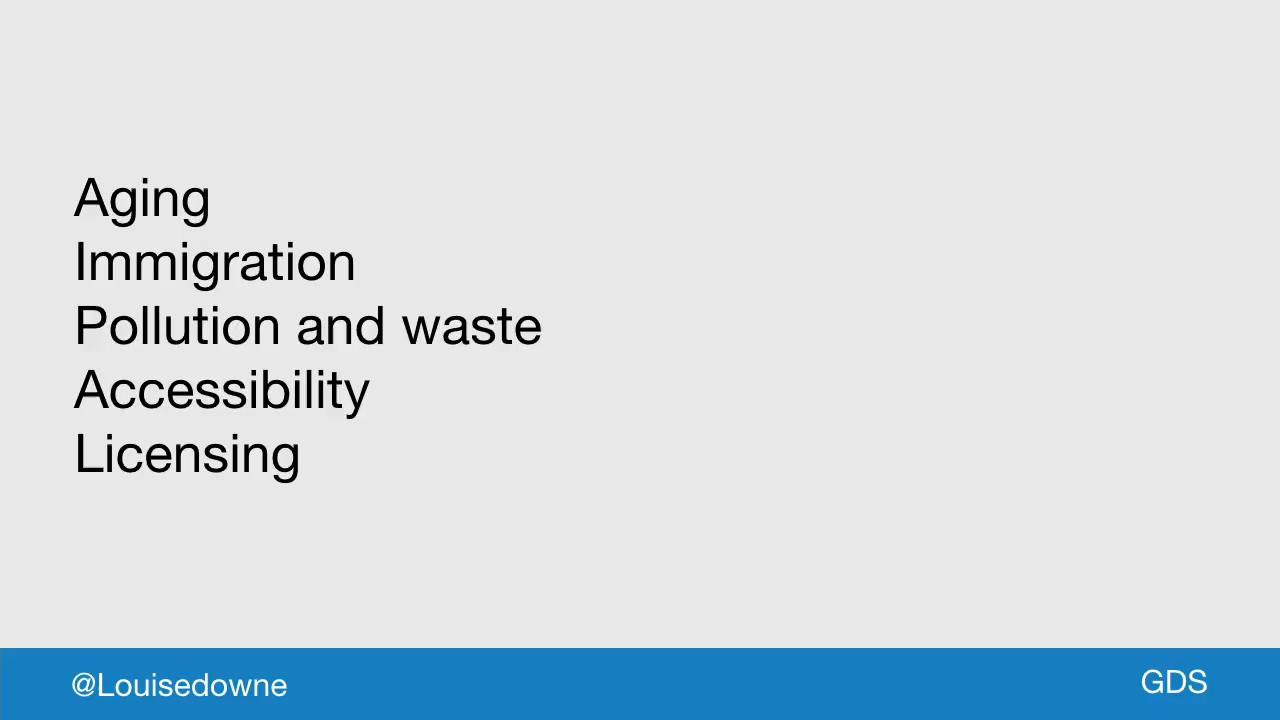 Aging
Immigration
Pollution and waste
Accessibility
Licensing
@Louisedowne
GDS